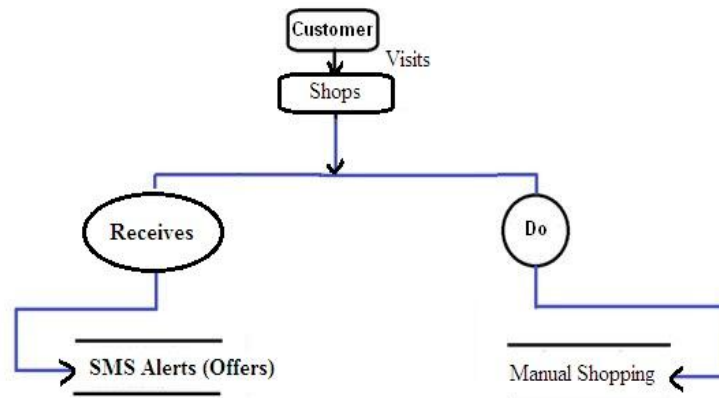 Customer
Visits
Shops
Receives
Do
SMS Alerts (Offers)
Manual Shopping